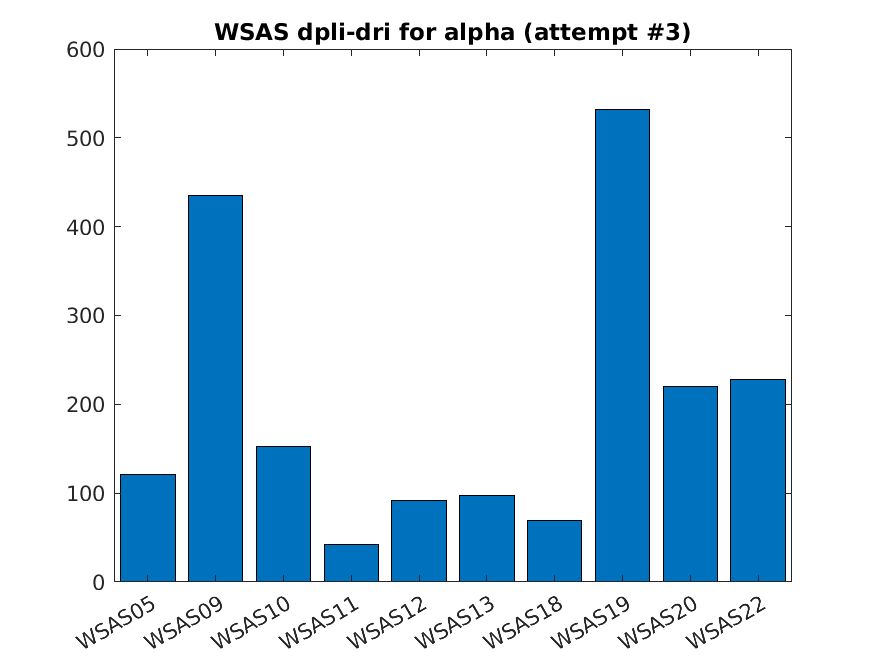 WSAS dpli-dri for alpha (attempt #3)
600
500
400
300
200
100
0
WSAS05
WSAS09
WSAS10
WSAS11
WSAS12
WSAS13
WSAS18
WSAS19
WSAS20
WSAS22